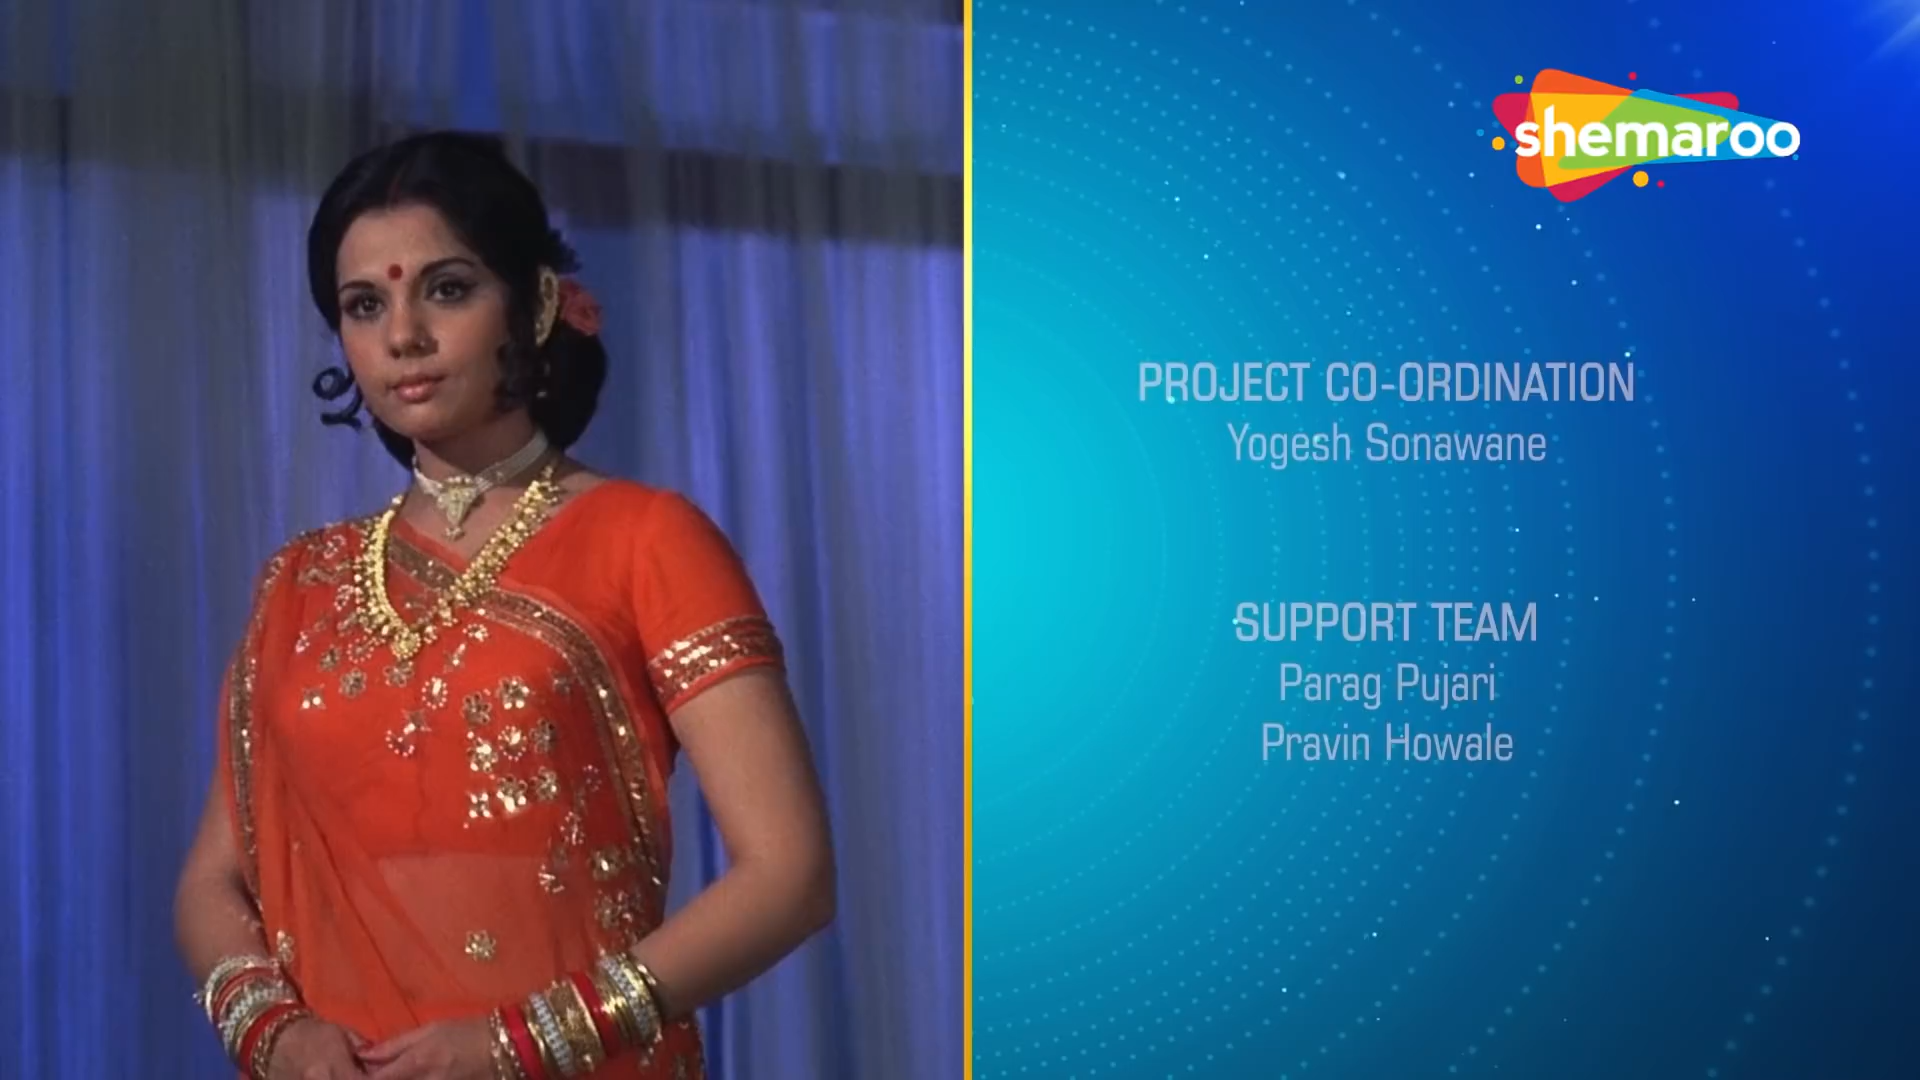 shemaroo
PROJECT CO-ORDINATION
Yogesh Sonawane
SUPPORT TEAM
Parag Pujari
Pravin Howale